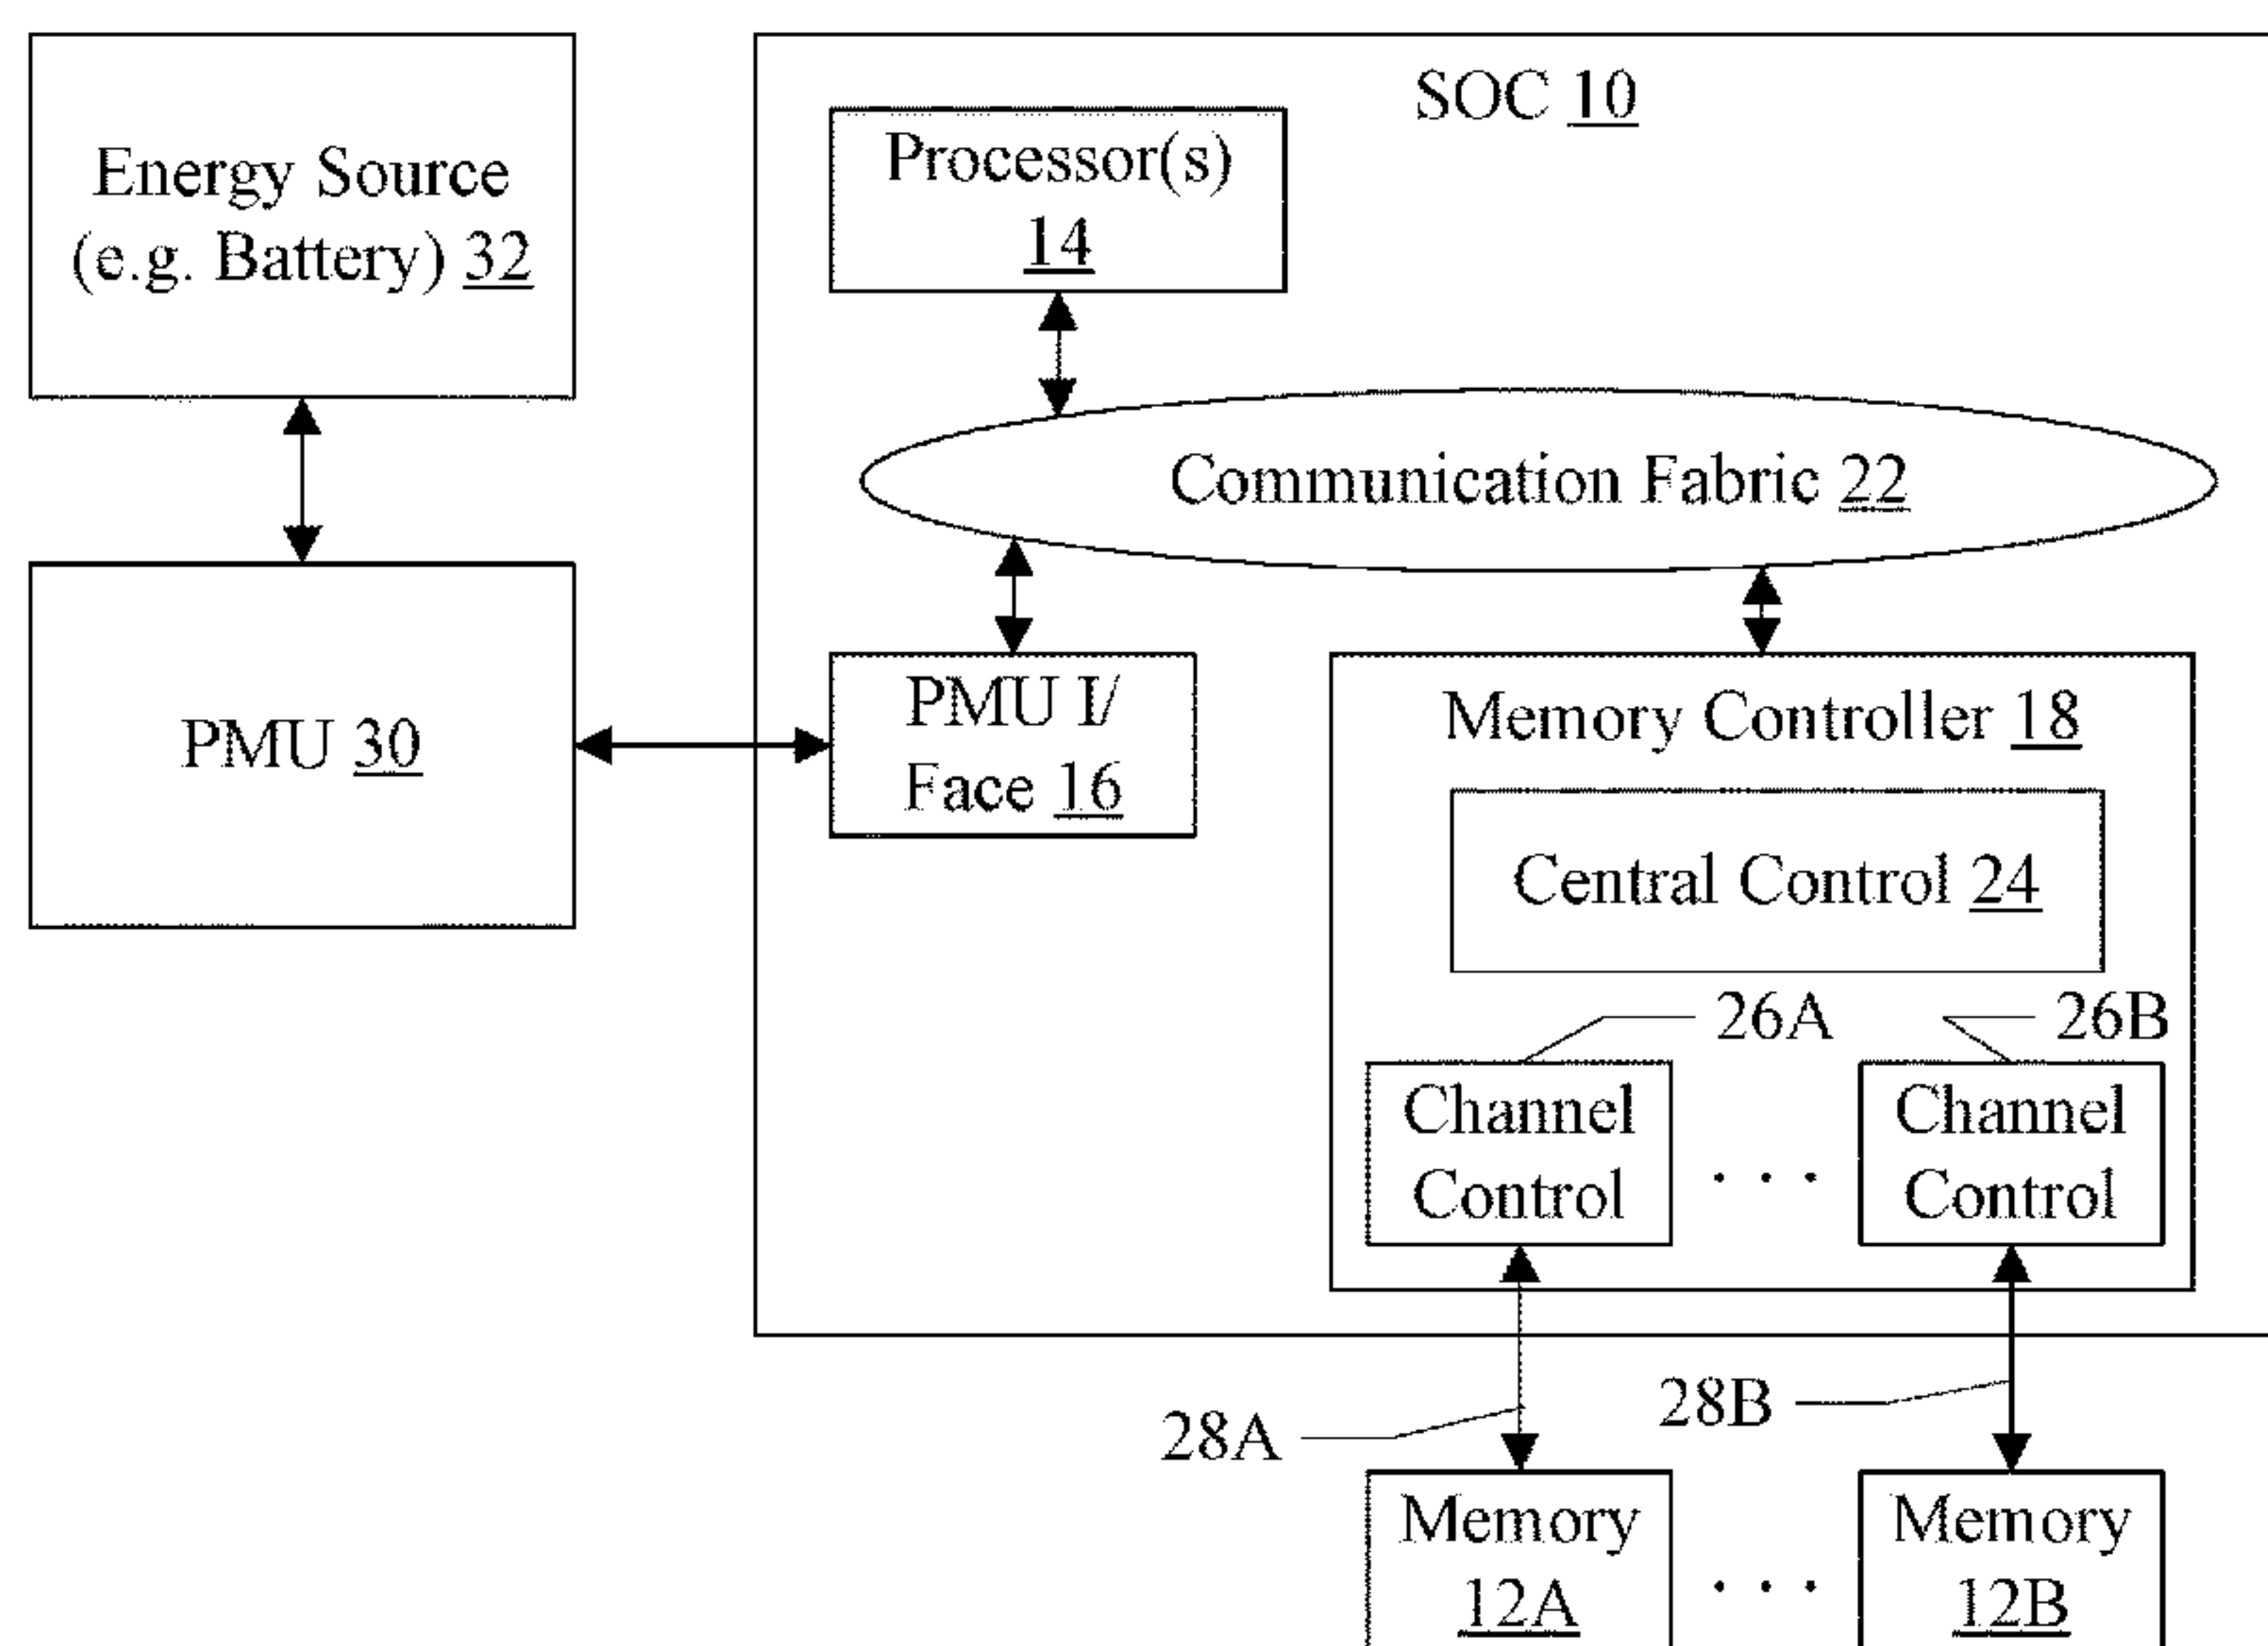 SOC 10
Energy Source
(e.g. Battery) 32
Processor(s)
14
Communication Fabric 22
PMU 30
PMU I/
Face 16
Memory Controller 18
Central Control 24
26A
26B
Channel
Control
. . .
Channel
Control
28A
28B
Memory
12A
. . .
Memory
12B